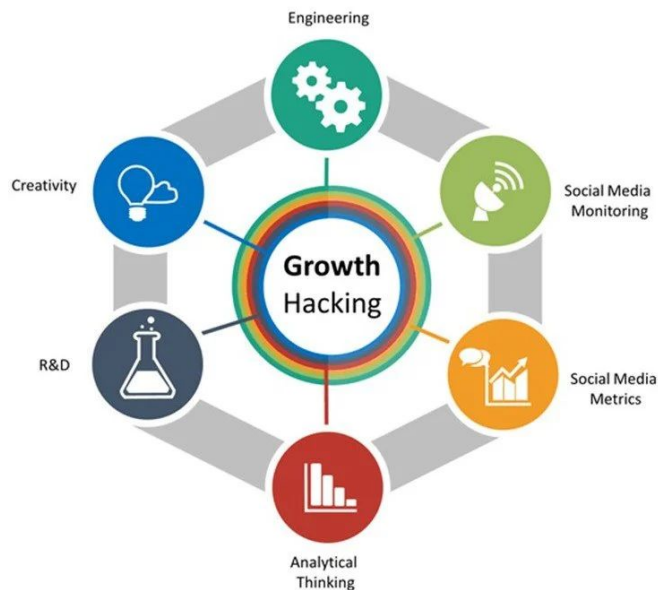 Engineering
Creativity
Social Media
Monitoring
Growth
Hacking
R&D
Social Media
Metrics
Analytical
Thinking